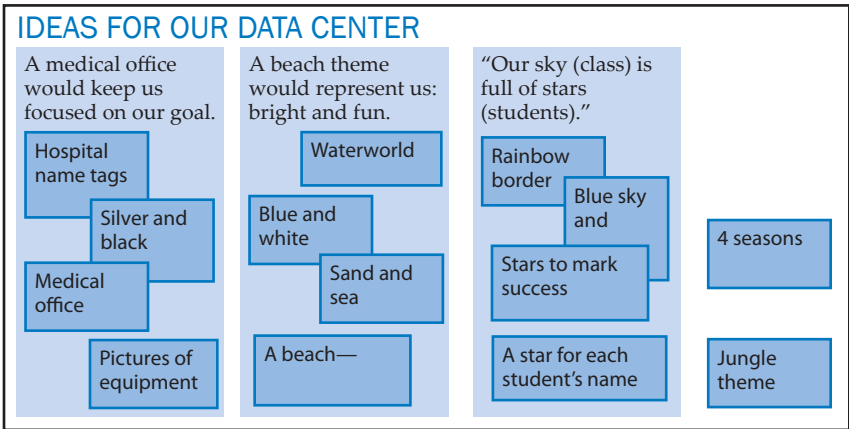 IDEAS FOR OUR DATA CENTER
A medical office
would keep us
focused on our goal.
Hospital
name tags
Silver and
black
Medical
office
Pictures of
equipment
A beach theme
would represent us:
bright and fun.
Waterworld
Blue and
white
Sand and
sea
A beach—
“Our sky (class) is
full of stars
(students).”
Rainbow
border
Blue sky
and
Stars to mark
success
A star for each
student’s name
4 seasons
Jungle
theme